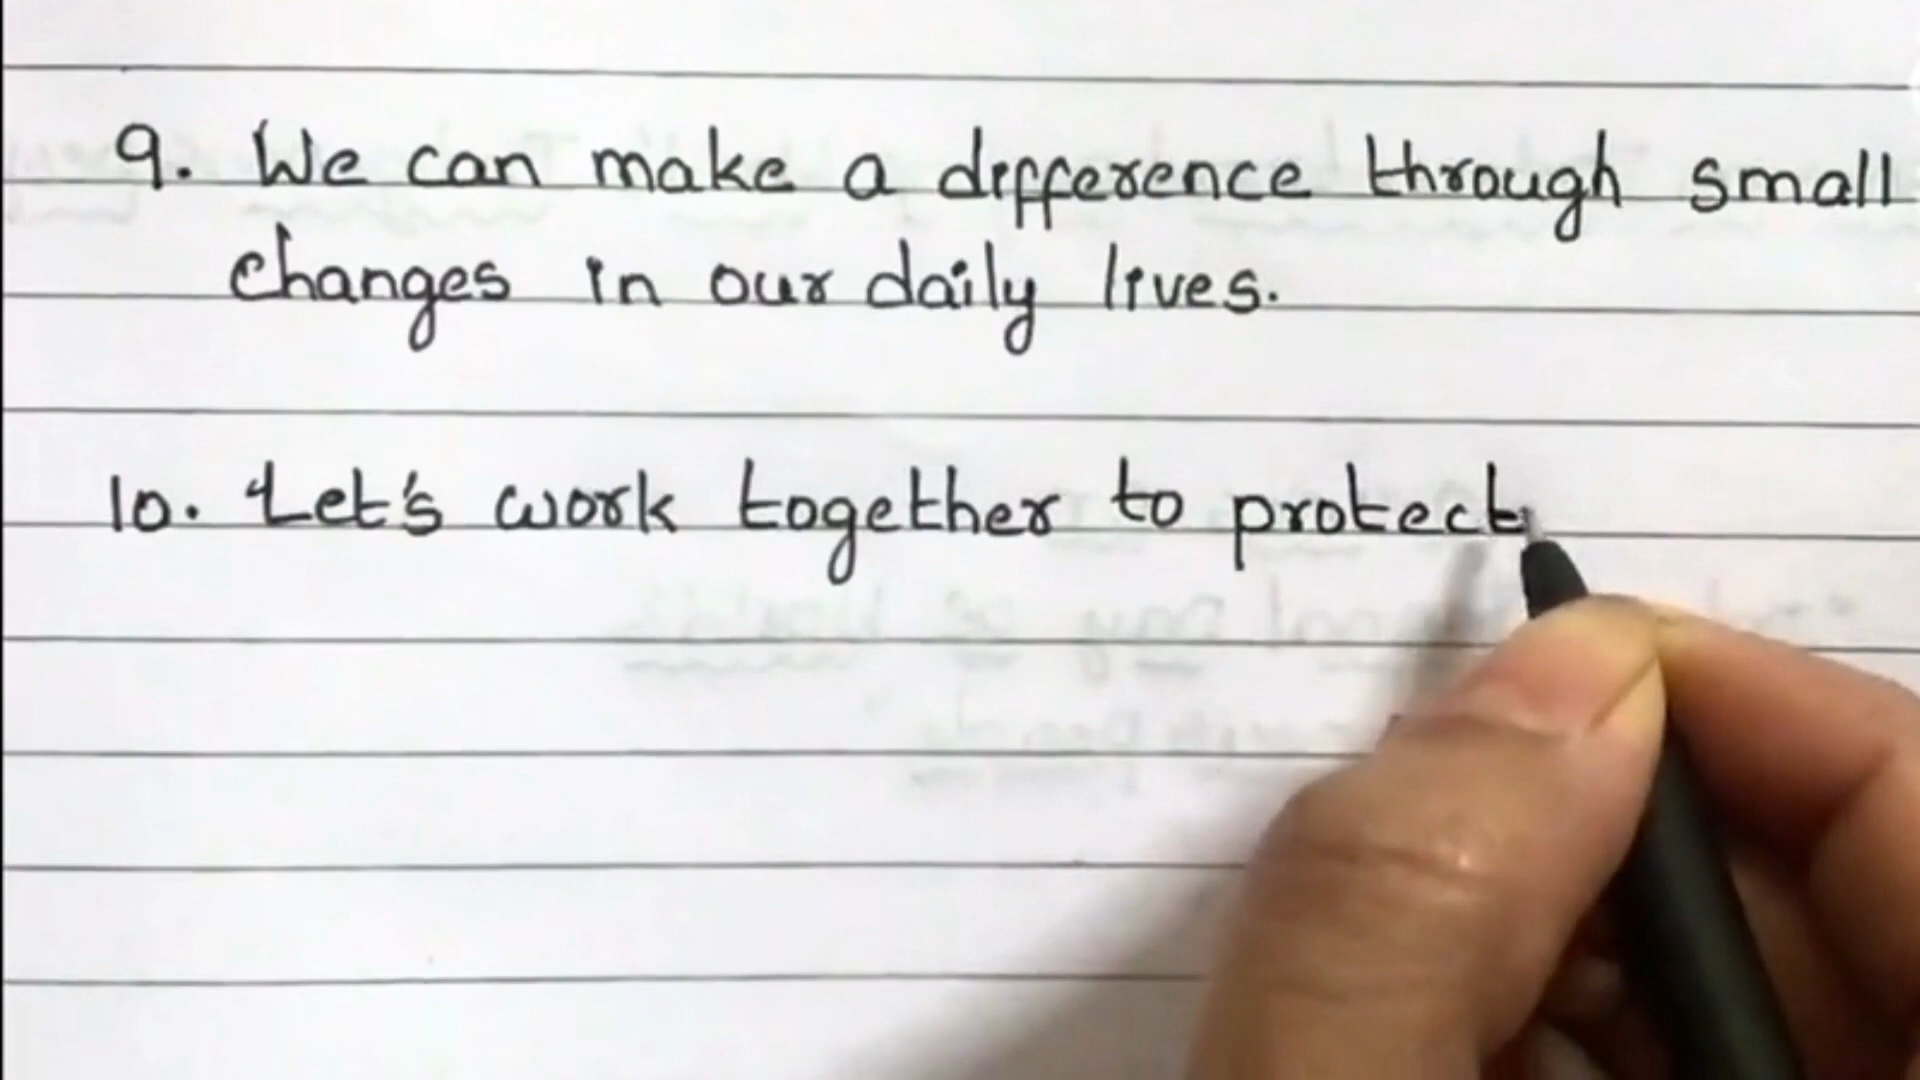 9. We can make a difference through small
changes in our daily lives.
10. Let's work together to protect